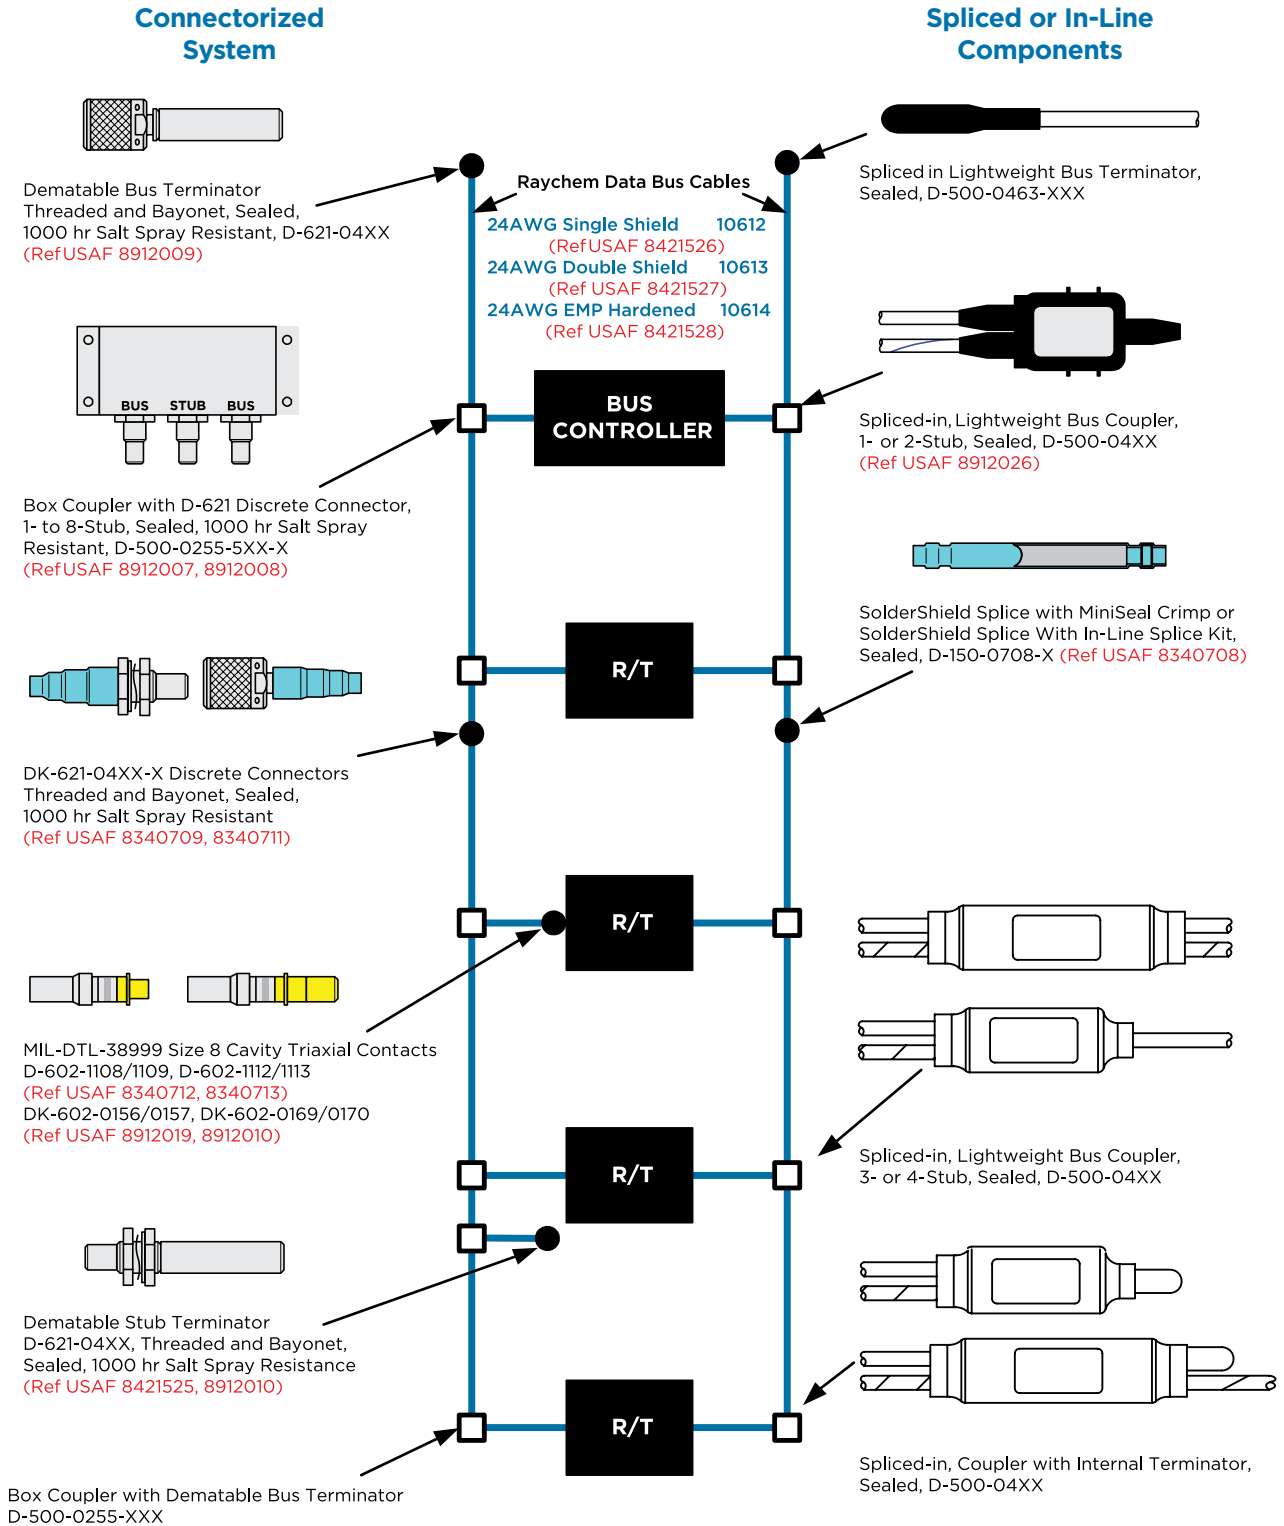 Connectorized
System
Spliced or In-Line
Components
Dematable Bus Terminator
Threaded and Bayonet, Sealed,
1000 hr Salt Spray Resistant, D-621-04XX
(Ref USAF 8912009)
Raychem Data Bus Cables
24AWG Single Shield 10612
(Ref USAF 8421526)
24AWG Double Shield 10613
(Ref USAF 8421527)
24AWG EMP Hardened 10614
(Ref USAF 8421528)
Spliced in Lightweight Bus Terminator,
Sealed, D-500-0463-XXX
BUS STUB BUS
BUS
CONTROLLER
Box Coupler with D-621 Discrete Connector,
1- to 8-Stub, Sealed, 1000 hr Salt Spray
Resistant, D-500-0255-5XX-X
(Ref USAF 8912007, 8912008)
Spliced-in, Lightweight Bus Coupler,
1- or 2-Stub, Sealed, D-500-04XX
(Ref USAF 8912026)
SolderShield Splice with MiniSeal Crimp or
SolderShield Splice With In-Line Splice Kit,
Sealed, D-150-0708-X (Ref USAF 8340708)
R/T
DK-621-04XX-X Discrete Connectors
Threaded and Bayonet, Sealed,
1000 hr Salt Spray Resistant
(Ref USAF 8340709, 8340711)
R/T
MIL-DTL-38999 Size 8 Cavity Triaxial Contacts
D-602-1108/1109, D-602-1112/1113
(Ref USAF 8340712, 8340713)
DK-602-0156/0157, DK-602-0169/0170
(Ref USAF 8912019, 8912010)
R/T
Spliced-in, Lightweight Bus Coupler,
3- or 4-Stub, Sealed, D-500-04XX
Dematable Stub Terminator
D-621-04XX, Threaded and Bayonet,
Sealed, 1000 hr Salt Spray Resistance
(Ref USAF 8421525, 8912010)
R/T
Spliced-in, Coupler with Internal Terminator,
Sealed, D-500-04XX
Box Coupler with Dematable Bus Terminator
D-500-0255-XXX